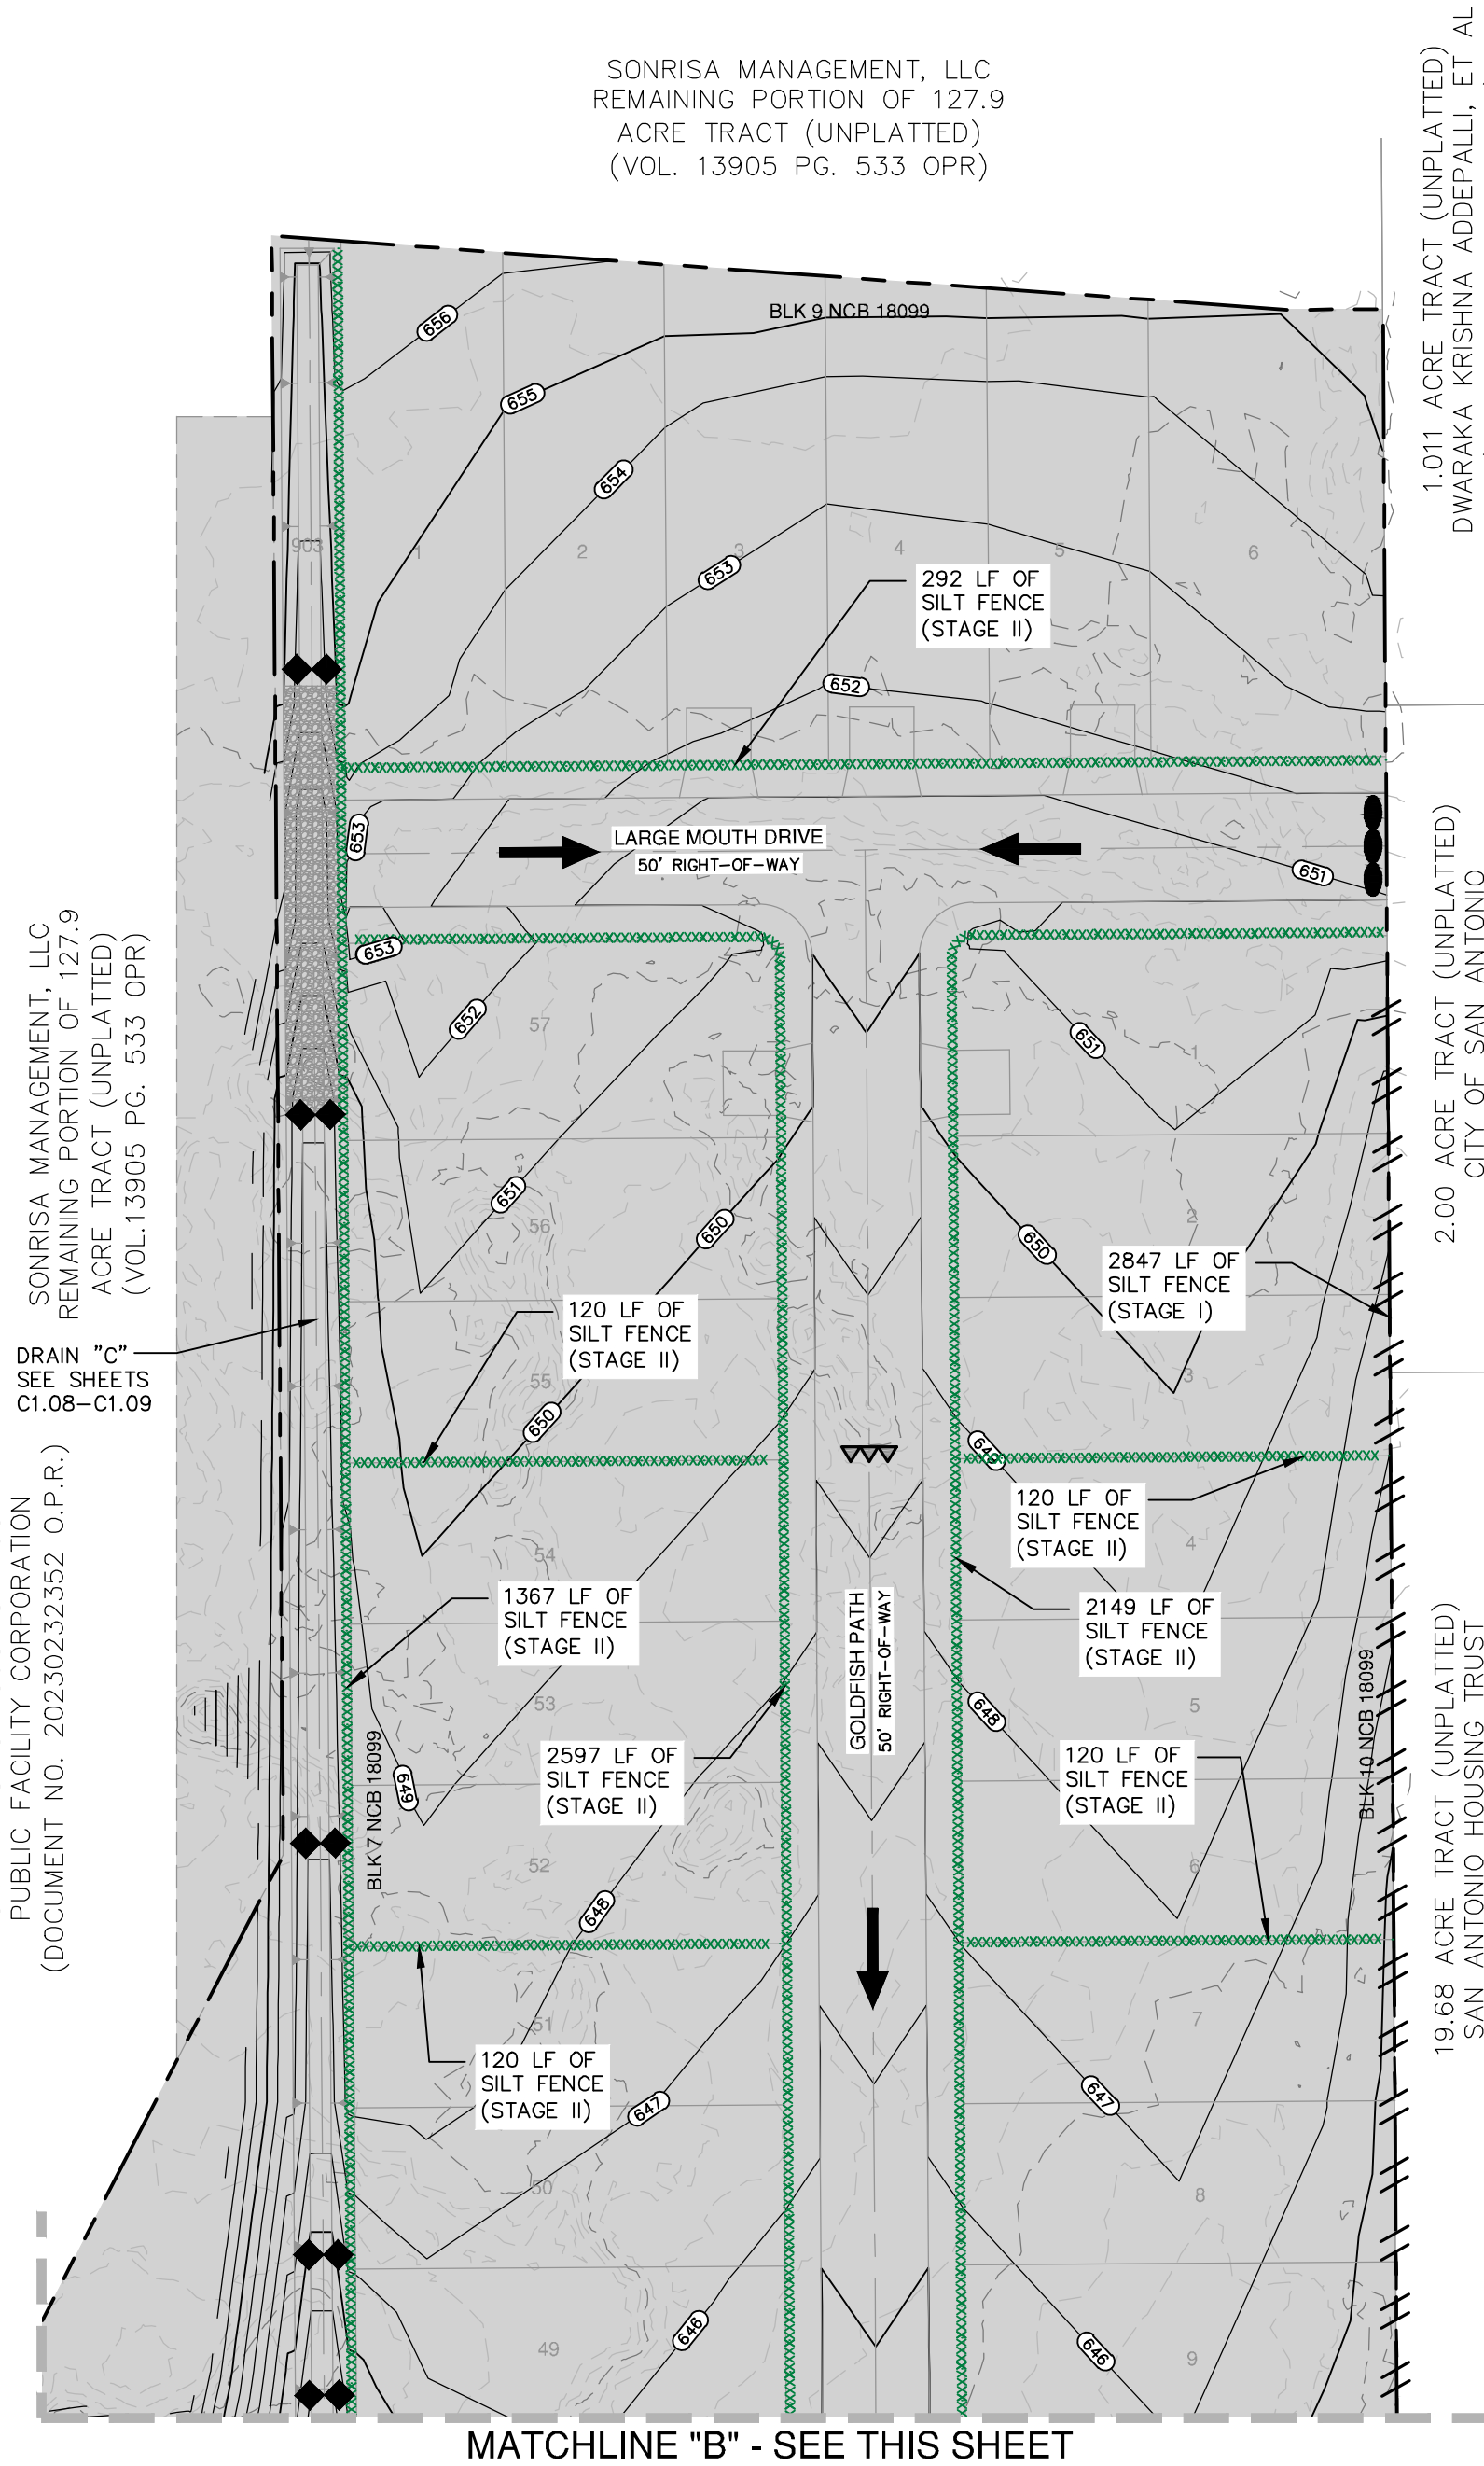 SONRISA MANAGEMENT, LLC
REMAINING PORTION OF 127.9
ACRE TRACT (UNPLATTED)
(VOL. 13905 PG. 533 OPR)
1.011 ACRE TRACT (UNPLATTED)
DWARAKA KRISHNA ADDEPALLI, ET AL
BLK 9 NCB 18099
656
655
654
653
903
1
2
3
4
5
6
292 LF OF
SILT FENCE
(STAGE II)
652
653
LARGE MOUTH DRIVE
50' RIGHT-OF-WAY
651
2.00 ACRE TRACT (UNPLATTED)
CITY OF SAN ANTONIO
SONRISA MANAGEMENT, LLC
REMAINING PORTION OF 127.9
ACRE TRACT (UNPLATTED)
(VOL.13905 PG. 533 OPR)
653
652
57
651
1
651
56
650
650
2
2847 LF OF
SILT FENCE
(STAGE I)
120 LF OF
SILT FENCE
(STAGE II)
DRAIN "C"
SEE SHEETS
C1.08-C1.09
55
650
3
649
120 LF OF
SILT FENCE
(STAGE II)
54
4
PUBLIC FACILITY CORPORATION
(DOCUMENT NO. 20230232352 O.P.R.)
1367 LF OF
SILT FENCE
(STAGE II)
GOLDFISH PATH
50' RIGHT-OF-WAY
2149 LF OF
SILT FENCE
(STAGE II)
19.68 ACRE TRACT (UNPLATTED)
SAN ANTONIO HOUSING TRUST
BLK 10 NCB 18099
53
648
5
BLK 7 NCB 18099
649
2597 LF OF
SILT FENCE
(STAGE II)
120 LF OF
SILT FENCE
(STAGE II)
52
6
648
51
7
120 LF OF
SILT FENCE
(STAGE II)
647
647
50
8
49
646
646
9
MATCHLINE "B" - SEE THIS SHEET